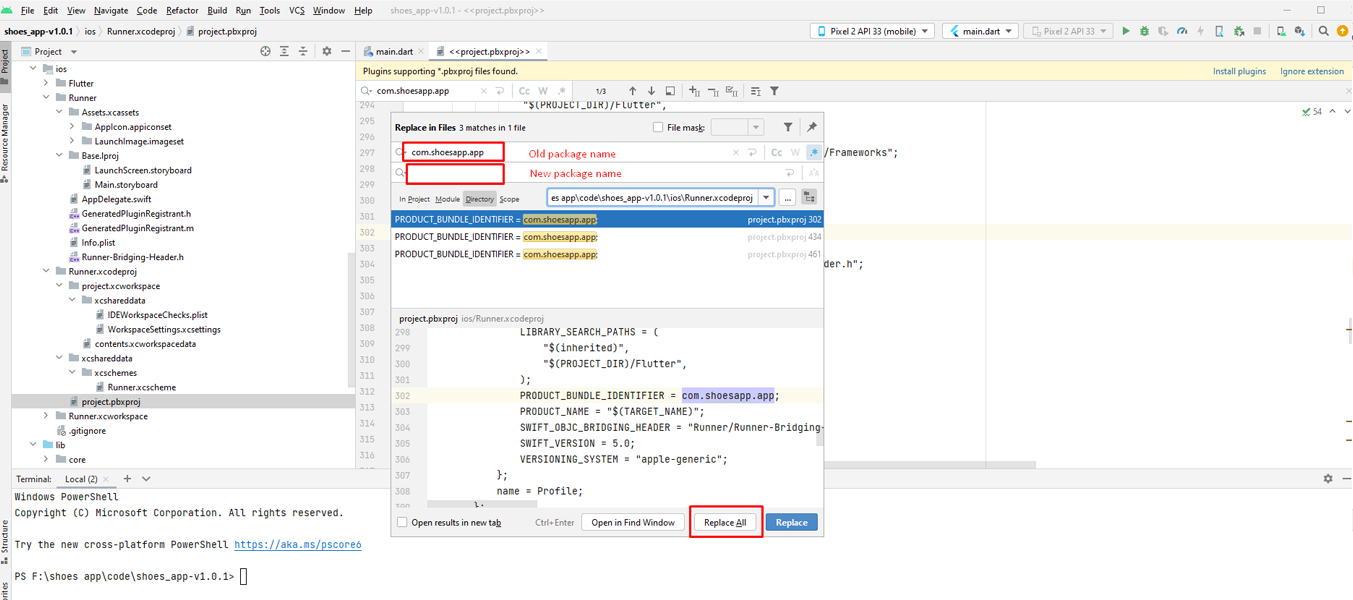 File Edit View Navigate Code Refactor Build Run Tools VCS Window Help shoes_app-v1.0.1 - <<project.pbxproj>>
shoes_app-v1.0.1 ios Runner.xcodeproj project.pbxproj
Pixel 2 API 33 (mobile) main.dart Pixel 2 API 33
Project
Resource Manager
Structure
Project
ios
Flutter
Runner
Assets.xcassets
AppIcon.appiconset
LaunchImage.imageset
Base.lproj
LaunchScreen.storyboard
Main.storyboard
AppDelegate.swift
GeneratedPluginRegistrant.h
GeneratedPluginRegistrant.m
Info.plist
Runner-Bridging-Header.h
Runner.xcodeproj
project.xcworkspace
xcshareddata
IDEWorkspaceChecks.plist
WorkspaceSettings.xcsettings
contents.xcworkspacedata
xcshareddata
xcschemes
Runner.xcscheme
project.pbxproj
Runner.xcworkspace
.gitignore
lib
core
main.dart <<project.pbxproj>>
Plugins supporting *.pbxproj files found. Install plugins Ignore extension
com.shoesapp.app Cc W .* 1/3
54
294 "$(PROJECT_DIR)/Flutter",
295
296
297 /Frameworks";
298
299
300
301
302
303
304 der.h";
305
306
307
308
309
310
311
312
313
314
315
316
Replace in Files 3 matches in 1 file File mask:
com.shoesapp.app Old package name Cc W .*
New package name
In Project Module Directory Scope es app\code\shoes_app-v1.0.1\ios\Runner.xcodeproj ...
PRODUCT_BUNDLE_IDENTIFIER = com.shoesapp.app; project.pbxproj 302
PRODUCT_BUNDLE_IDENTIFIER = com.shoesapp.app; project.pbxproj 434
PRODUCT_BUNDLE_IDENTIFIER = com.shoesapp.app; project.pbxproj 461
project.pbxproj ios/Runner.xcodeproj
298 LIBRARY_SEARCH_PATHS = (
299 "$(inherited)",
300 "$(PROJECT_DIR)/Flutter",
301 );
302 PRODUCT_BUNDLE_IDENTIFIER = com.shoesapp.app;
303 PRODUCT_NAME = "$(TARGET_NAME)";
304 SWIFT_OBJC_BRIDGING_HEADER = "Runner/Runner-Bridging-
305 SWIFT_VERSION = 5.0;
306 VERSIONING_SYSTEM = "apple-generic";
307 };
308 name = Profile;
309 };
Open results in new tab Ctrl+Enter Open in Find Window Replace All Replace
Terminal: Local (2)
Windows PowerShell
Copyright (C) Microsoft Corporation. All rights reserved.
Try the new cross-platform PowerShell https://aka.ms/pscore6
PS F:\shoes app\code\shoes_app-v1.0.1>